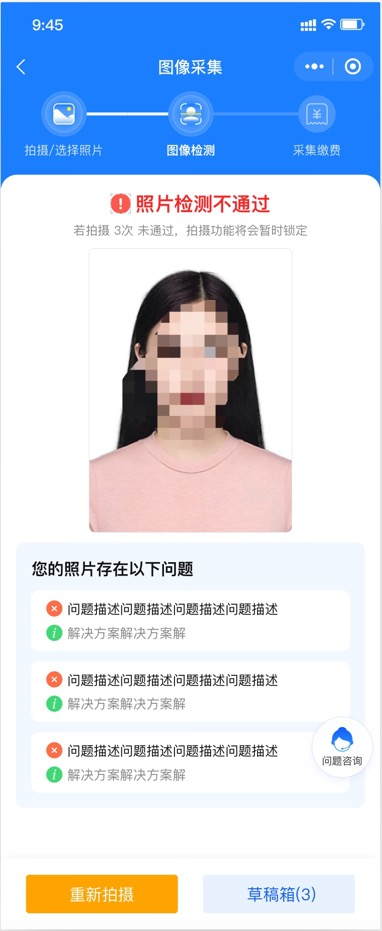 9:45
图像采集
拍摄/选择照片
图像检测
采集缴费
照片检测不通过
若拍摄 3次 未通过，拍摄功能将会暂时锁定
您的照片存在以下问题
问题描述问题描述问题描述问题描述
解决方案解决方案解
问题描述问题描述问题描述问题描述
解决方案解决方案解
问题描述问题描述问题描述问题描述
解决方案解决方案解
问题咨询
重新拍摄
草稿箱(3)